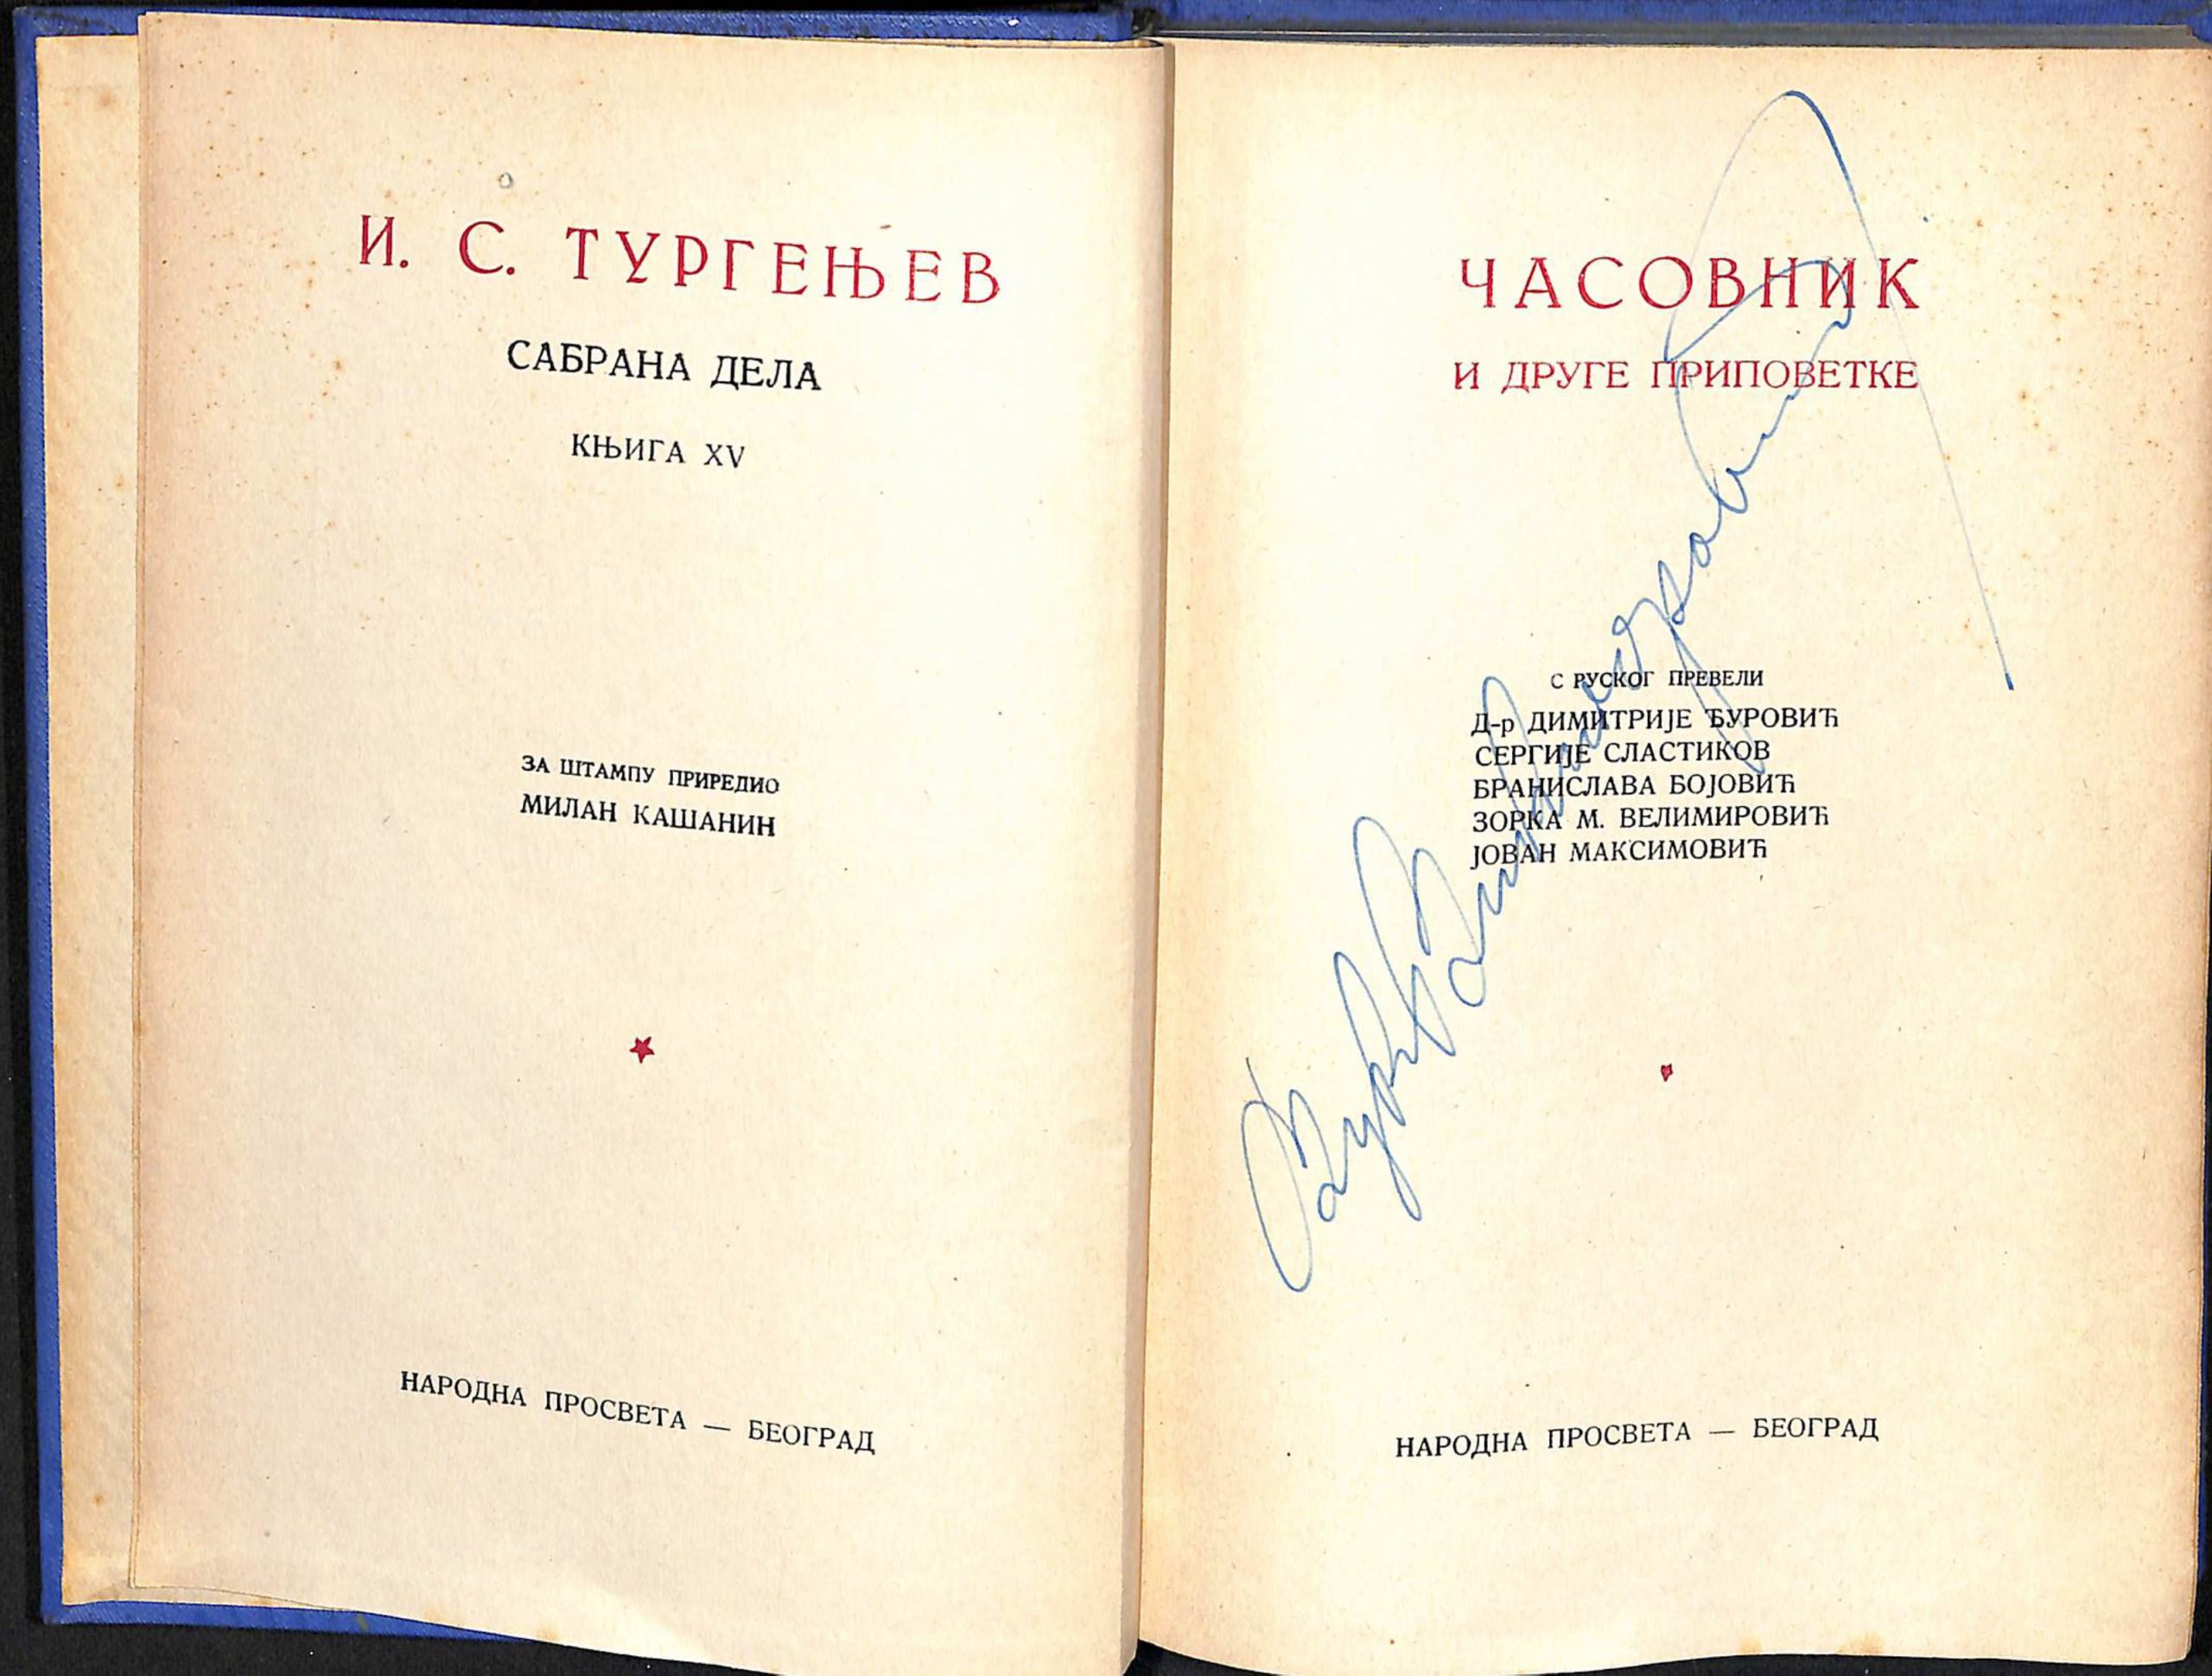 И. С. ТУРГЕЊЕВ
САБРАНА ДЕЛА
КЊИГА XV
ЗА ШТАМПУ ПРИРЕДИО
МИЛАН КАШАНИН
НАРОДНА ПРОСВЕТА — БЕОГРАД
ЧАСОВНИК
И ДРУГЕ ПРИПОВЕТКЕ
С РУСКОГ ПРЕВЕЛИ
Д-р ДИМИТРИЈЕ ЂУРОВИЋ
СЕРГИЈЕ СЛАСТИКОВ
БРАНИСЛАВА БОЈОВИЋ
ЗОРКА М. ВЕЛИМИРОВИЋ
ЈОВАН МАКСИМОВИЋ
НАРОДНА ПРОСВЕТА — БЕОГРАД